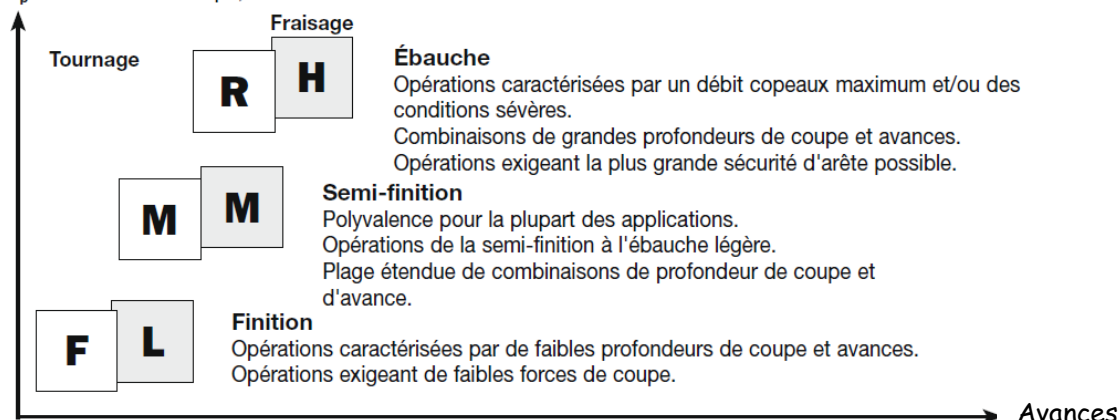 Fraisage
Tournage
R
H
Ébauche
Opérations caractérisées par un débit copeaux maximum et/ou des
conditions sévères.
Combinaisons de grandes profondeurs de coupe et avances.
Opérations exigeant la plus grande sécurité d'arête possible.
M
M
Semi-finition
Polyvalence pour la plupart des applications.
Opérations de la semi-finition à l'ébauche légère.
Plage étendue de combinaisons de profondeur de coupe et
d'avance.
F
L
Finition
Opérations caractérisées par de faibles profondeurs de coupe et avances.
Opérations exigeant de faibles forces de coupe.
Avances